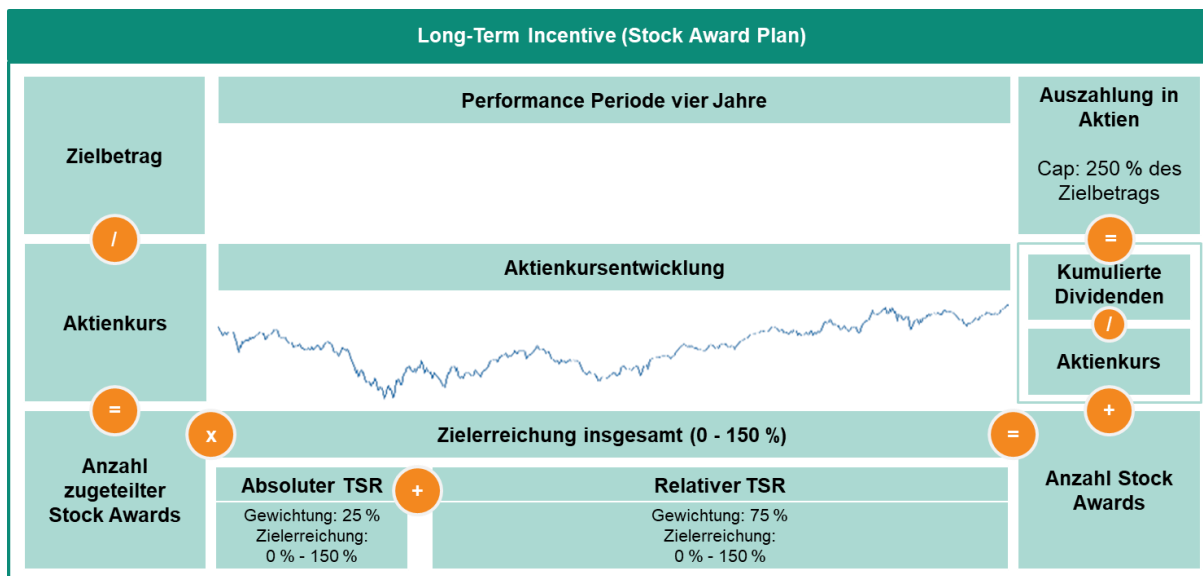 Long-Term Incentive (Stock Award Plan)
Zielbetrag
/
Aktienkurs
=
Anzahl
zugeteilter
Stock Awards
x
Performance Periode vier Jahre
Aktienkursentwicklung
Zielerreichung insgesamt (0 - 150 %)
Absoluter TSR
Gewichtung: 25 %
Zielerreichung:
0 % - 150 %
+
Relativer TSR
Gewichtung: 75 %
Zielerreichung:
0 % - 150 %
=
Auszahlung in
Aktien
Cap: 250 % des
Zielbetrags
=
Kumulierte
Dividenden
/
Aktienkurs
+
Anzahl Stock
Awards